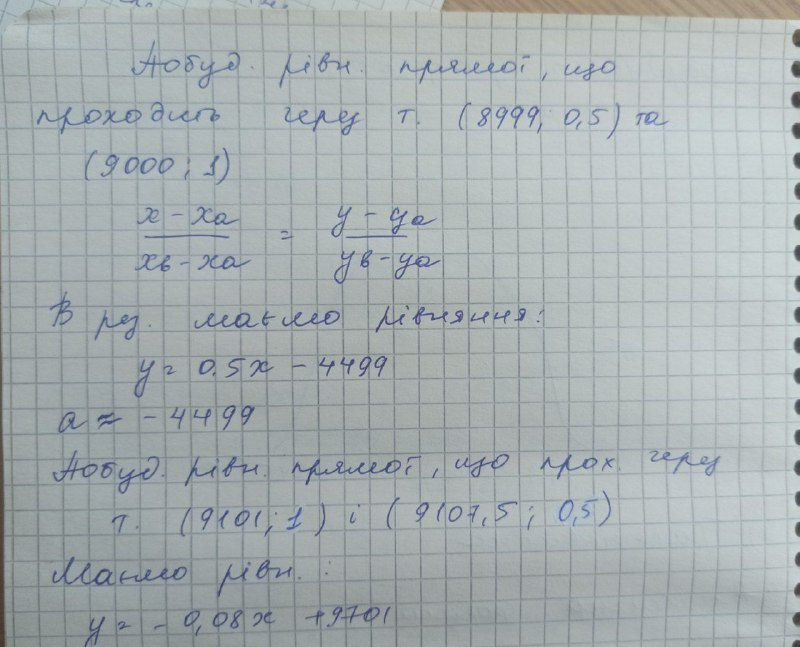 Побуд. рівн. прямої, що
проходить через т. (8999; 0,5) та
(9000; 1)
x - xa / xb - xa = y - ya / yb - ya
В рез. маємо рівняння:
y = 0.5x - 4499
a ≈ - 4499
Побуд. рівн. прямої, що прох. через
т. (9101; 1) і (9107,5; 0,5)
Маємо рівн.:
y = - 0,08x + 9701